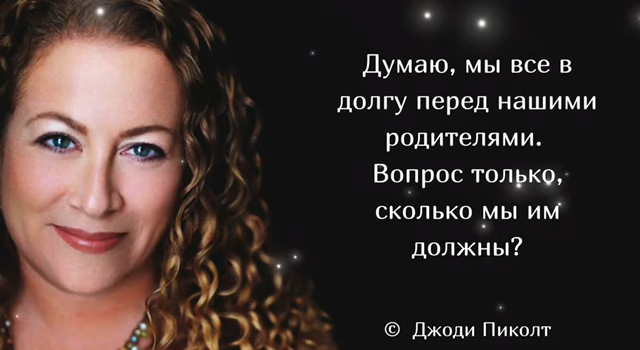 Думаю, мы все в
долгу перед нашими
родителями.
Вопрос только,
сколько мы им
должны?
© Джоди Пиколт